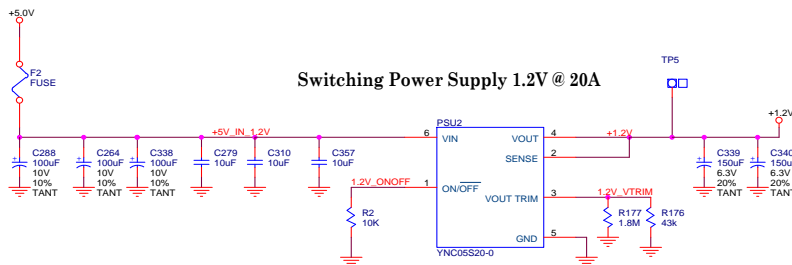 +5.0V
F2
FUSE
Switching Power Supply 1.2V @ 20A
TP5
+1.2V
PSU2
+5V_IN_1.2V
6 VIN VOUT 4 +1.2V
SENSE 2
C288
100uF
10V
10%
TANT
C264
100uF
10V
10%
TANT
C338
100uF
10V
10%
TANT
C279
10uF
C310
10uF
C357
10uF
C339
150uF
6.3V
20%
TANT
C340
150uF
6.3V
20%
TANT
1.2V_ONOFF 1 ON/OFF
VOUT TRIM 3 1.2V_VTRIM
R2
10K
R177
1.8M
R176
43k
GND 5
YNC05S20-0